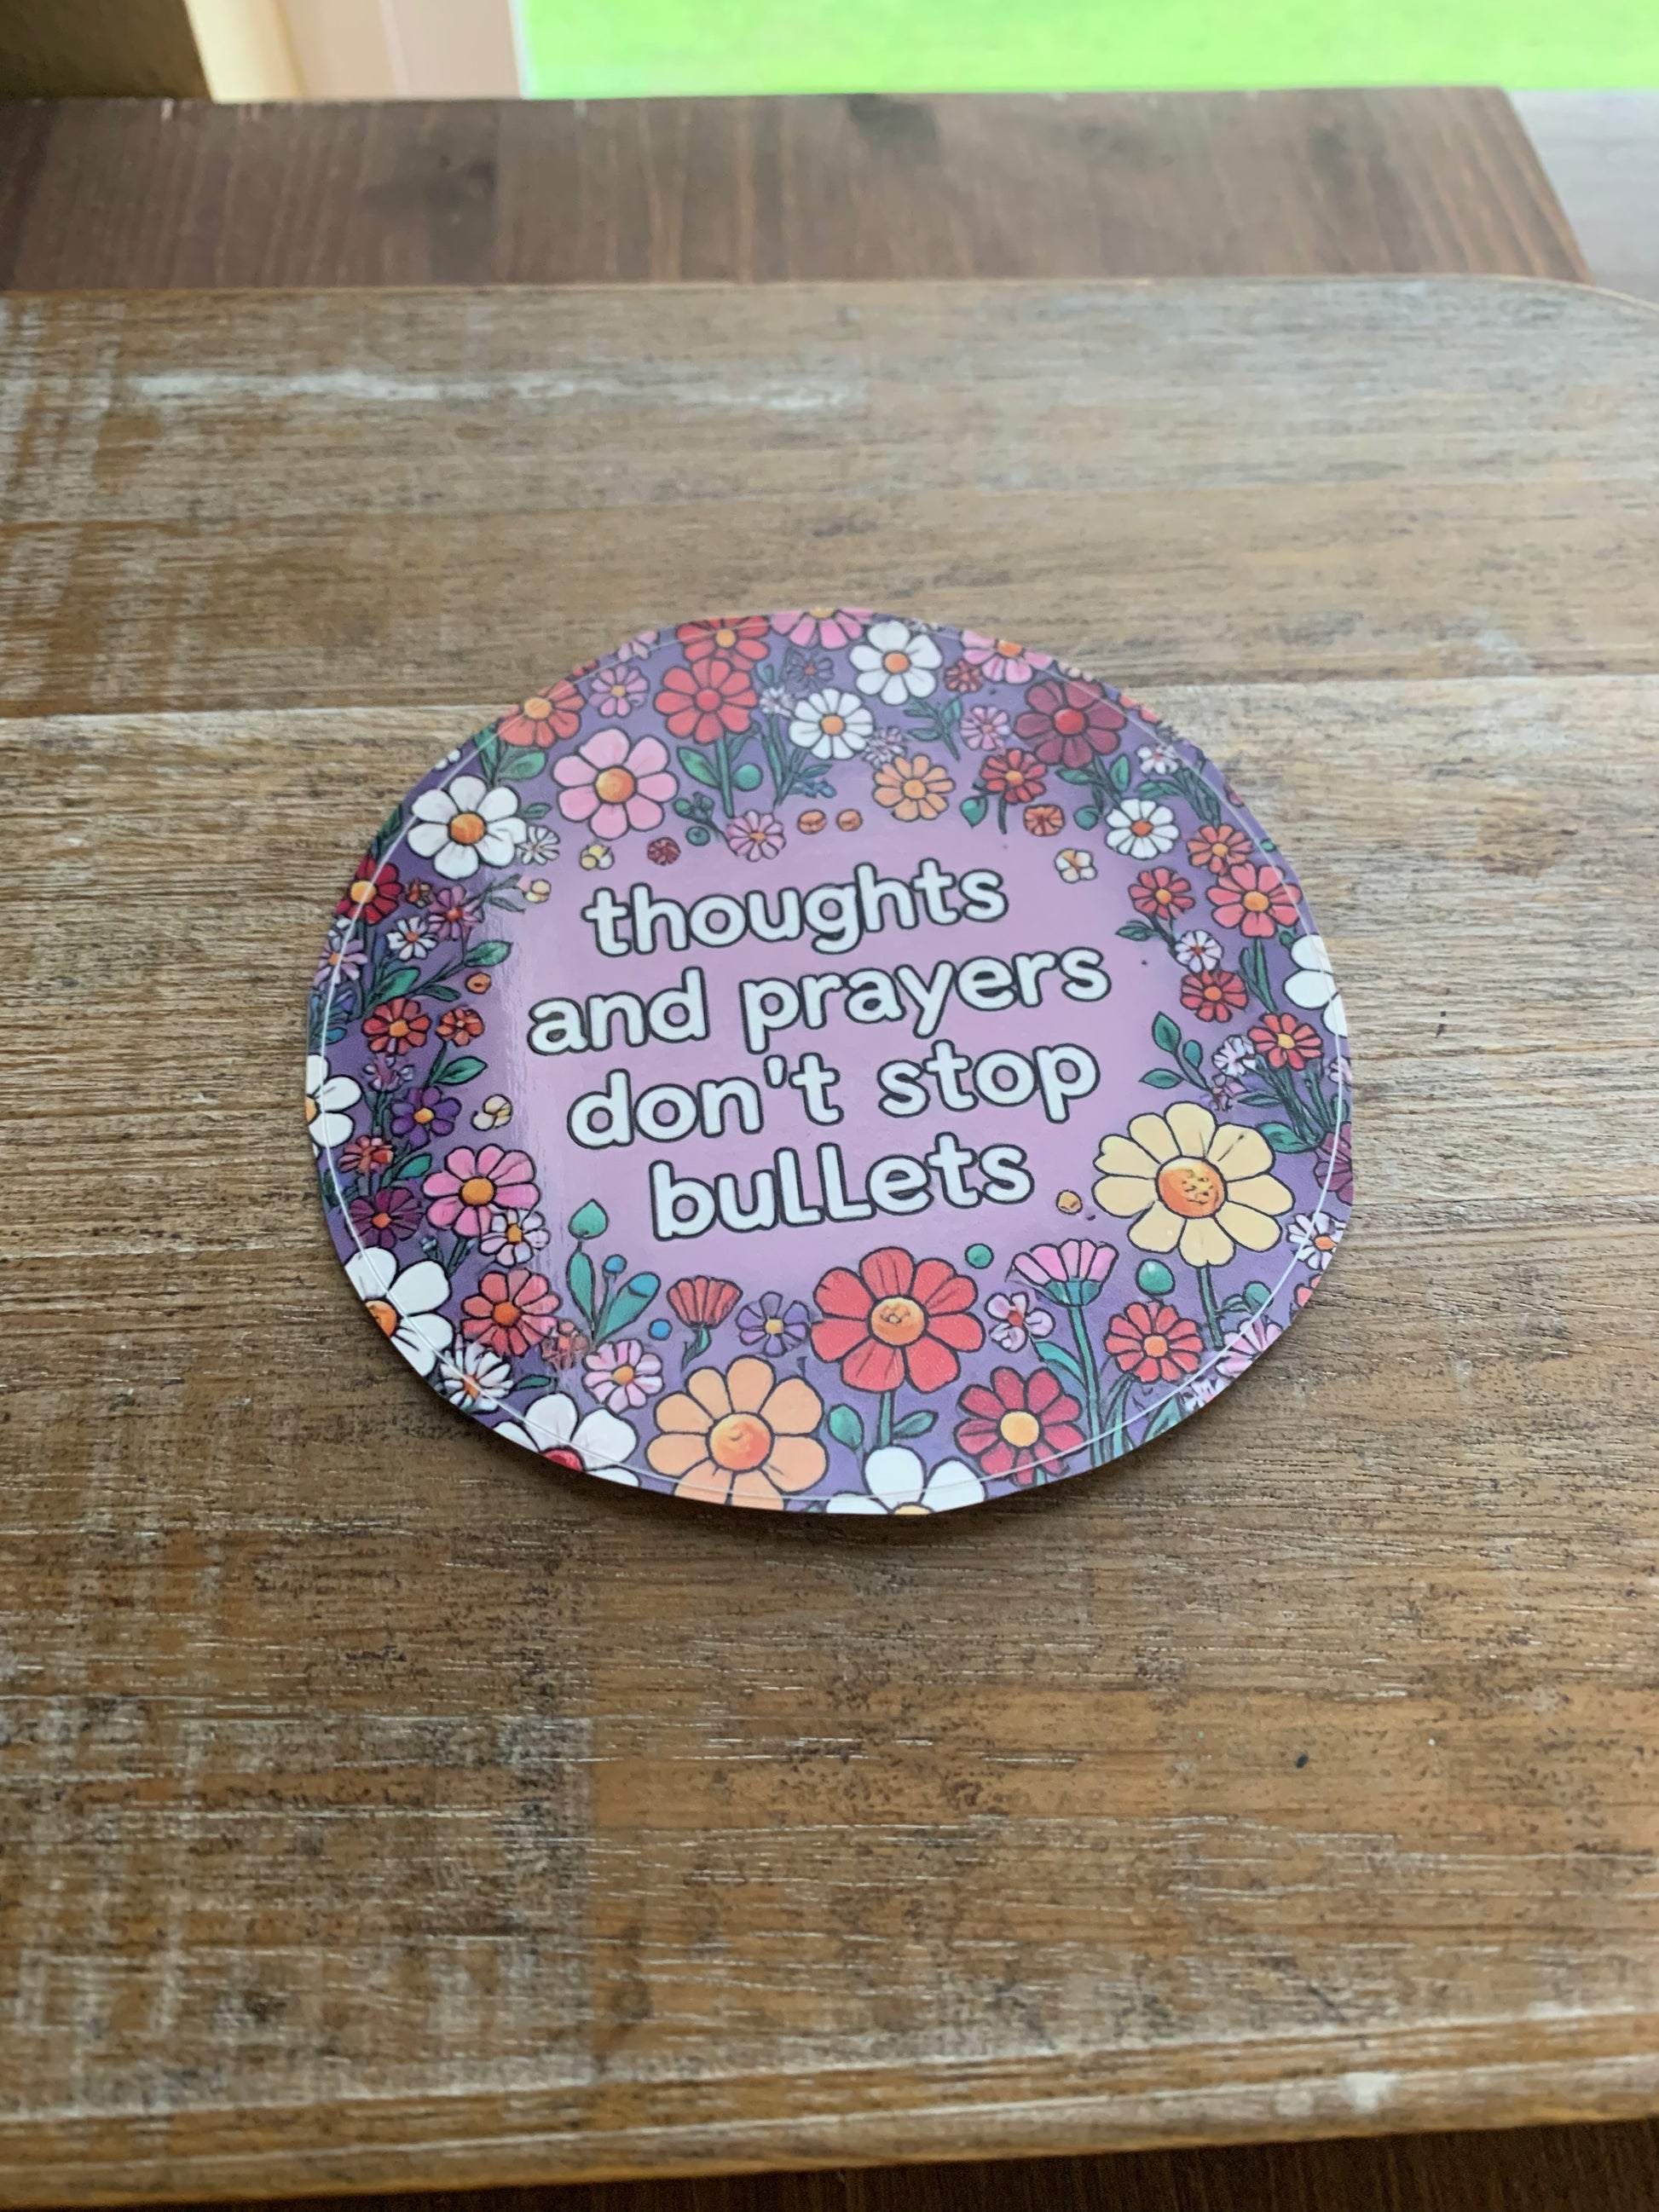 thoughts
and prayers
don't stop
bullets